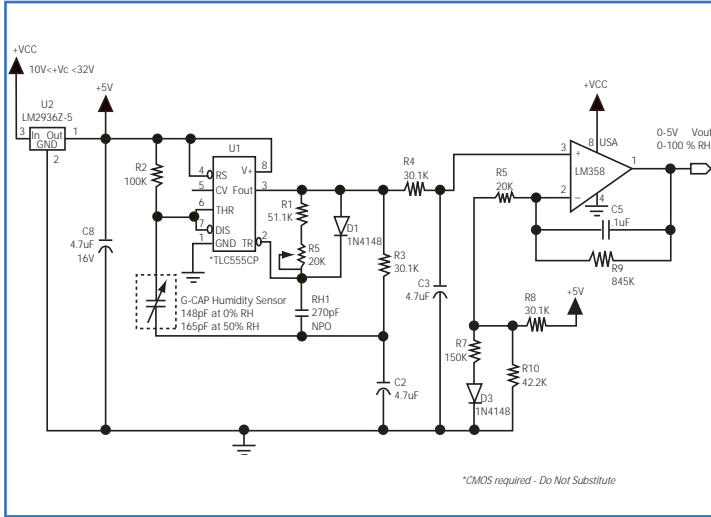 +VCC
10V<+Vc <32V
+5V
U2
LM2936Z-5
3
In Out
1
GND
2
R2
100K
C8
4.7uF
16V
U1
4
RS
V+
8
5
CV
Fout
3
6
THR
7
DIS
1
GND
TR
2
*TLC555CP
R1
51.1K
D1
1N4148
R5
20K
G-CAP Humidity Sensor
148pF at 0% RH
165pF at 50% RH
RH1
270pF
NPO
R3
30.1K
R4
30.1K
C3
4.7uF
C2
4.7uF
+VCC
8
USA
3
+
LM358
1
2
–
4
0-5V Vout
0-100 % RH
R5
20K
C5
.1uF
R9
845K
+5V
R8
30.1K
R7
150K
R10
42.2K
D3
1N4148
*CMOS required - Do Not Substitute